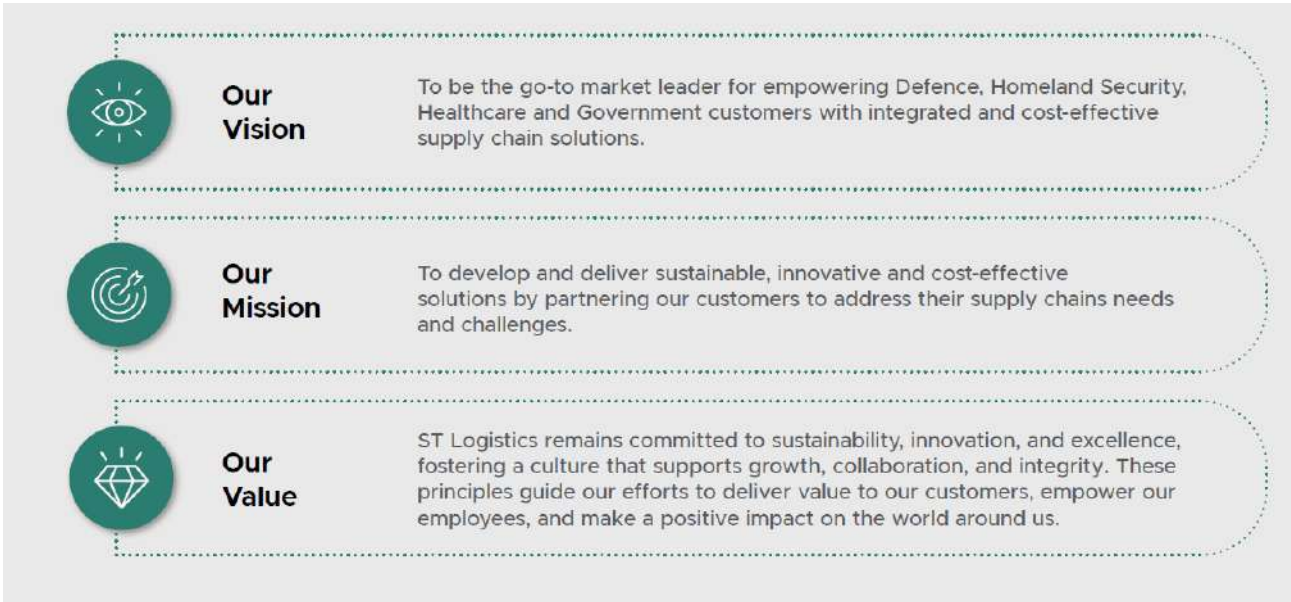 Our
Vision
To be the go-to market leader for empowering Defence, Homeland Security,
Healthcare and Government customers with integrated and cost-effective
supply chain solutions.
Our
Mission
To develop and deliver sustainable, innovative and cost-effective
solutions by partnering our customers to address their supply chains needs
and challenges.
Our
Value
ST Logistics remains committed to sustainability, innovation, and excellence,
fostering a culture that supports growth, collaboration, and integrity. These
principles guide our efforts to deliver value to our customers, empower our
employees, and make a positive impact on the world around us.